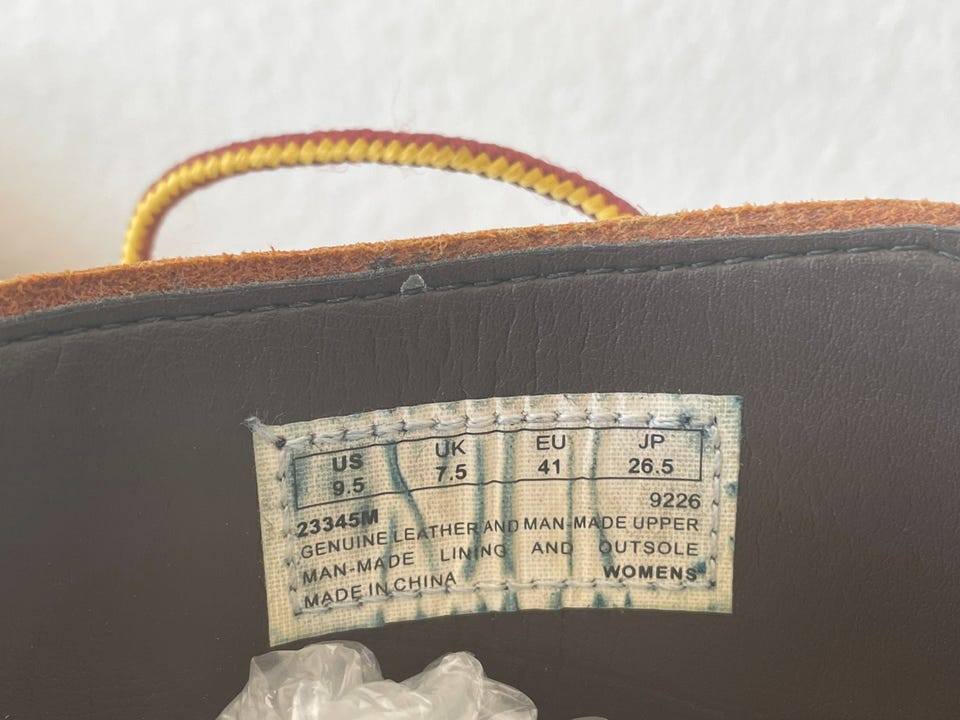 US UK EU JP
9.5 7.5 41 26.5
9226
23345M
GENUINE LEATHER AND MAN-MADE UPPER
MAN-MADE LINING AND OUTSOLE
MADE IN CHINA WOMENS